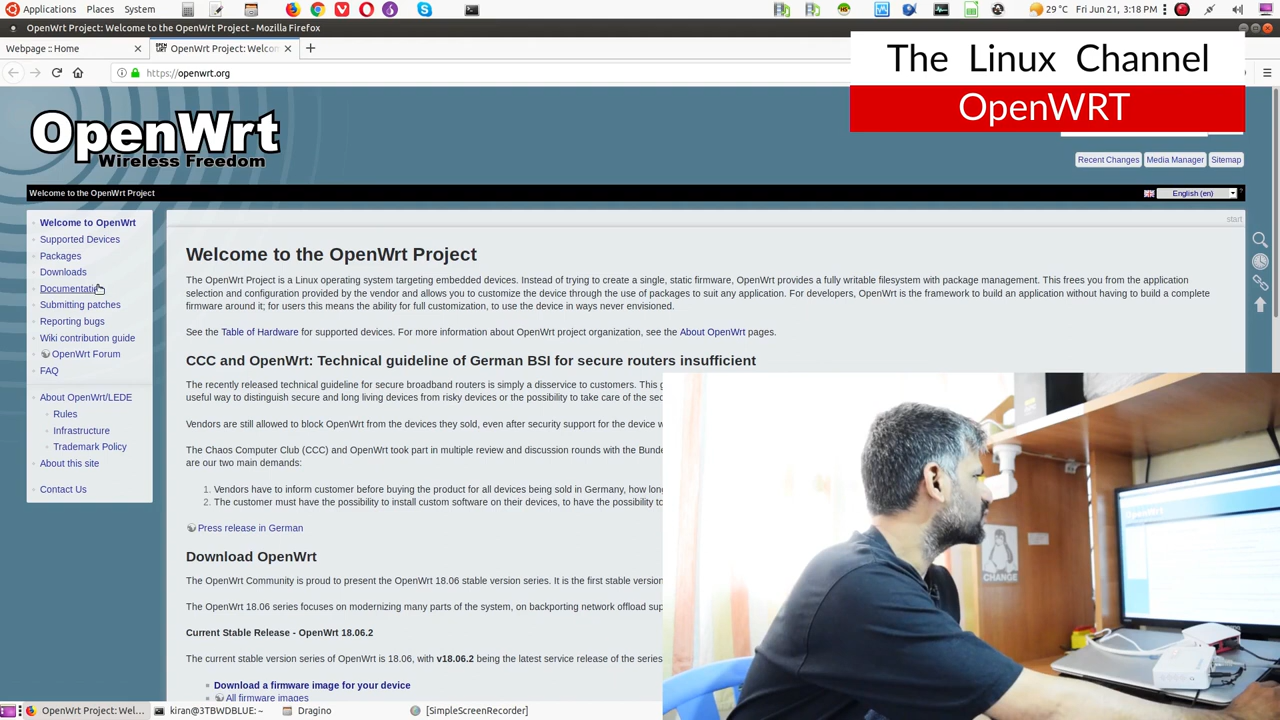 Applications Places System
29 °C Fri Jun 21, 3:18 PM
OpenWrt Project: Welcome to the OpenWrt Project - Mozilla Firefox
Webpage :: Home
OpenWrt Project: Welcom
https://openwrt.org
The Linux Channel
OpenWRT
OpenWrt
Wireless Freedom
Recent Changes Media Manager Sitemap
Welcome to the OpenWrt Project
English (en)
start
Welcome to OpenWrt
Supported Devices
Packages
Downloads
Documentati
Submitting patches
Reporting bugs
Wiki contribution guide
OpenWrt Forum
FAQ
About OpenWrt/LEDE
Rules
Infrastructure
Trademark Policy
About this site
Contact Us
Welcome to the OpenWrt Project
The OpenWrt Project is a Linux operating system targeting embedded devices. Instead of trying to create a single, static firmware, OpenWrt provides a fully writable filesystem with package management. This frees you from the application
selection and configuration provided by the vendor and allows you to customize the device through the use of packages to suit any application. For developers, OpenWrt is the framework to build an application without having to build a complete
firmware around it; for users this means the ability for full customization, to use the device in ways never envisioned.
See the Table of Hardware for supported devices. For more information about OpenWrt project organization, see the About OpenWrt pages.
CCC and OpenWrt: Technical guideline of German BSI for secure routers insufficient
The recently released technical guideline for secure broadband routers is simply a disservice to customers. This g
useful way to distinguish secure and long living devices from risky devices or the possibility to take care of the sec
Vendors are still allowed to block OpenWrt from the devices they sold, even after security support for the device w
The Chaos Computer Club (CCC) and OpenWrt took part in multiple review and discussion rounds with the Bunde
are our two main demands:
1. Vendors have to inform customer before buying the product for all devices being sold in Germany, how long
2. The customer must have the possibility to install custom software on their devices, to have the possibility to
Press release in German
Download OpenWrt
The OpenWrt Community is proud to present the OpenWrt 18.06 stable version series. It is the first stable version
The OpenWrt 18.06 series focuses on modernizing many parts of the system, on backporting network offload sup
Current Stable Release - OpenWrt 18.06.2
The current stable version series of OpenWrt is 18.06, with v18.06.2 being the latest service release of the series
Download a firmware image for your device
All firmware images
CHANGE
OpenWrt
OpenWrt Project: Wel...
kiran@3TBWDBLUE: ~
Dragino
[SimpleScreenRecorder]